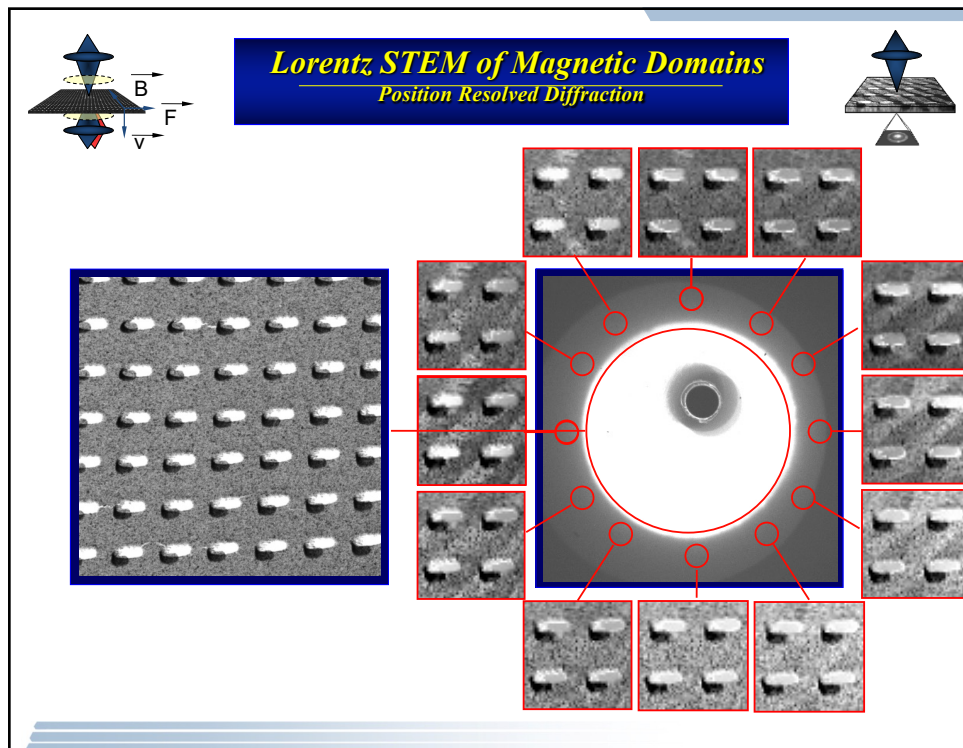 Lorentz STEM of Magnetic Domains
Position Resolved Diffraction
B
F
v